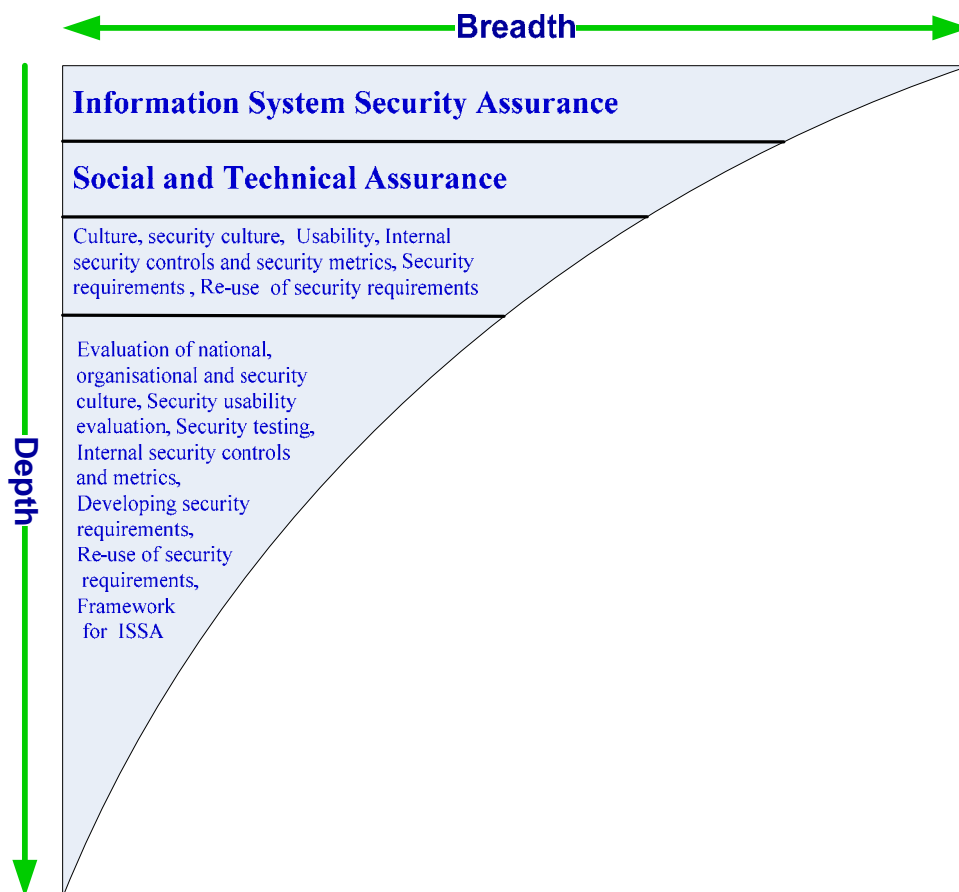 Breadth
Information System Security Assurance
Social and Technical Assurance
Culture, security culture, Usability, Internal
security controls and security metrics, Security
requirements , Re-use of security requirements
Evaluation of national,
organisational and security
culture, Security usability
evaluation, Security testing,
Internal security controls
and metrics,
Developing security
requirements,
Re-use of security
requirements,
Framework
for ISSA
Depth